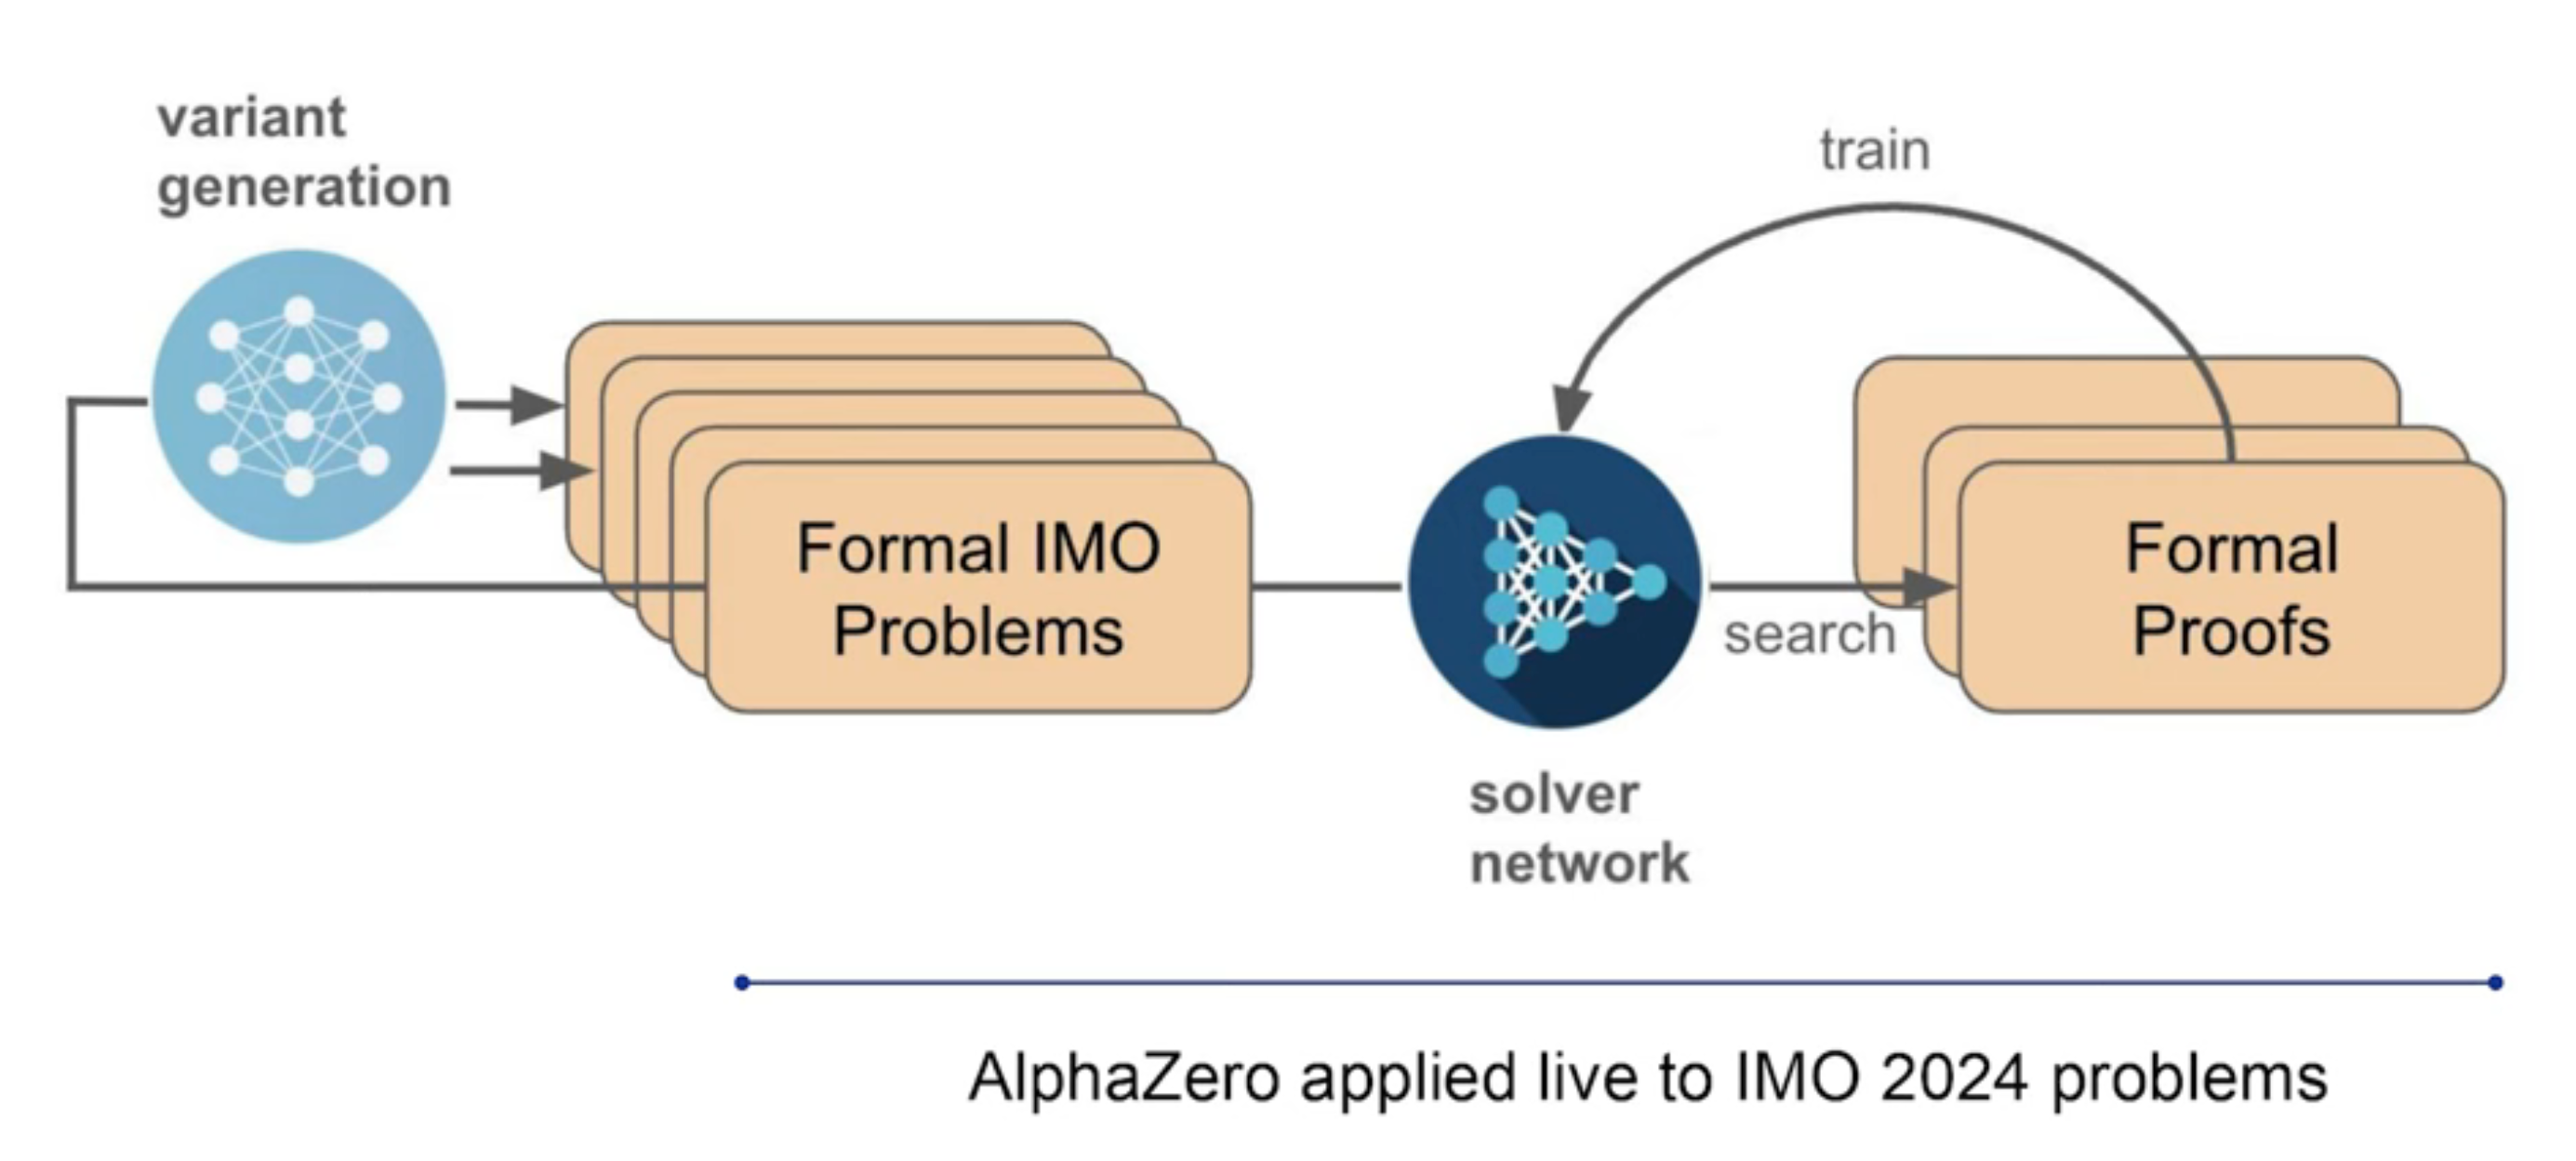 variant
generation
train
Formal IMO
Problems
search
Formal
Proofs
solver
network
AlphaZero applied live to IMO 2024 problems